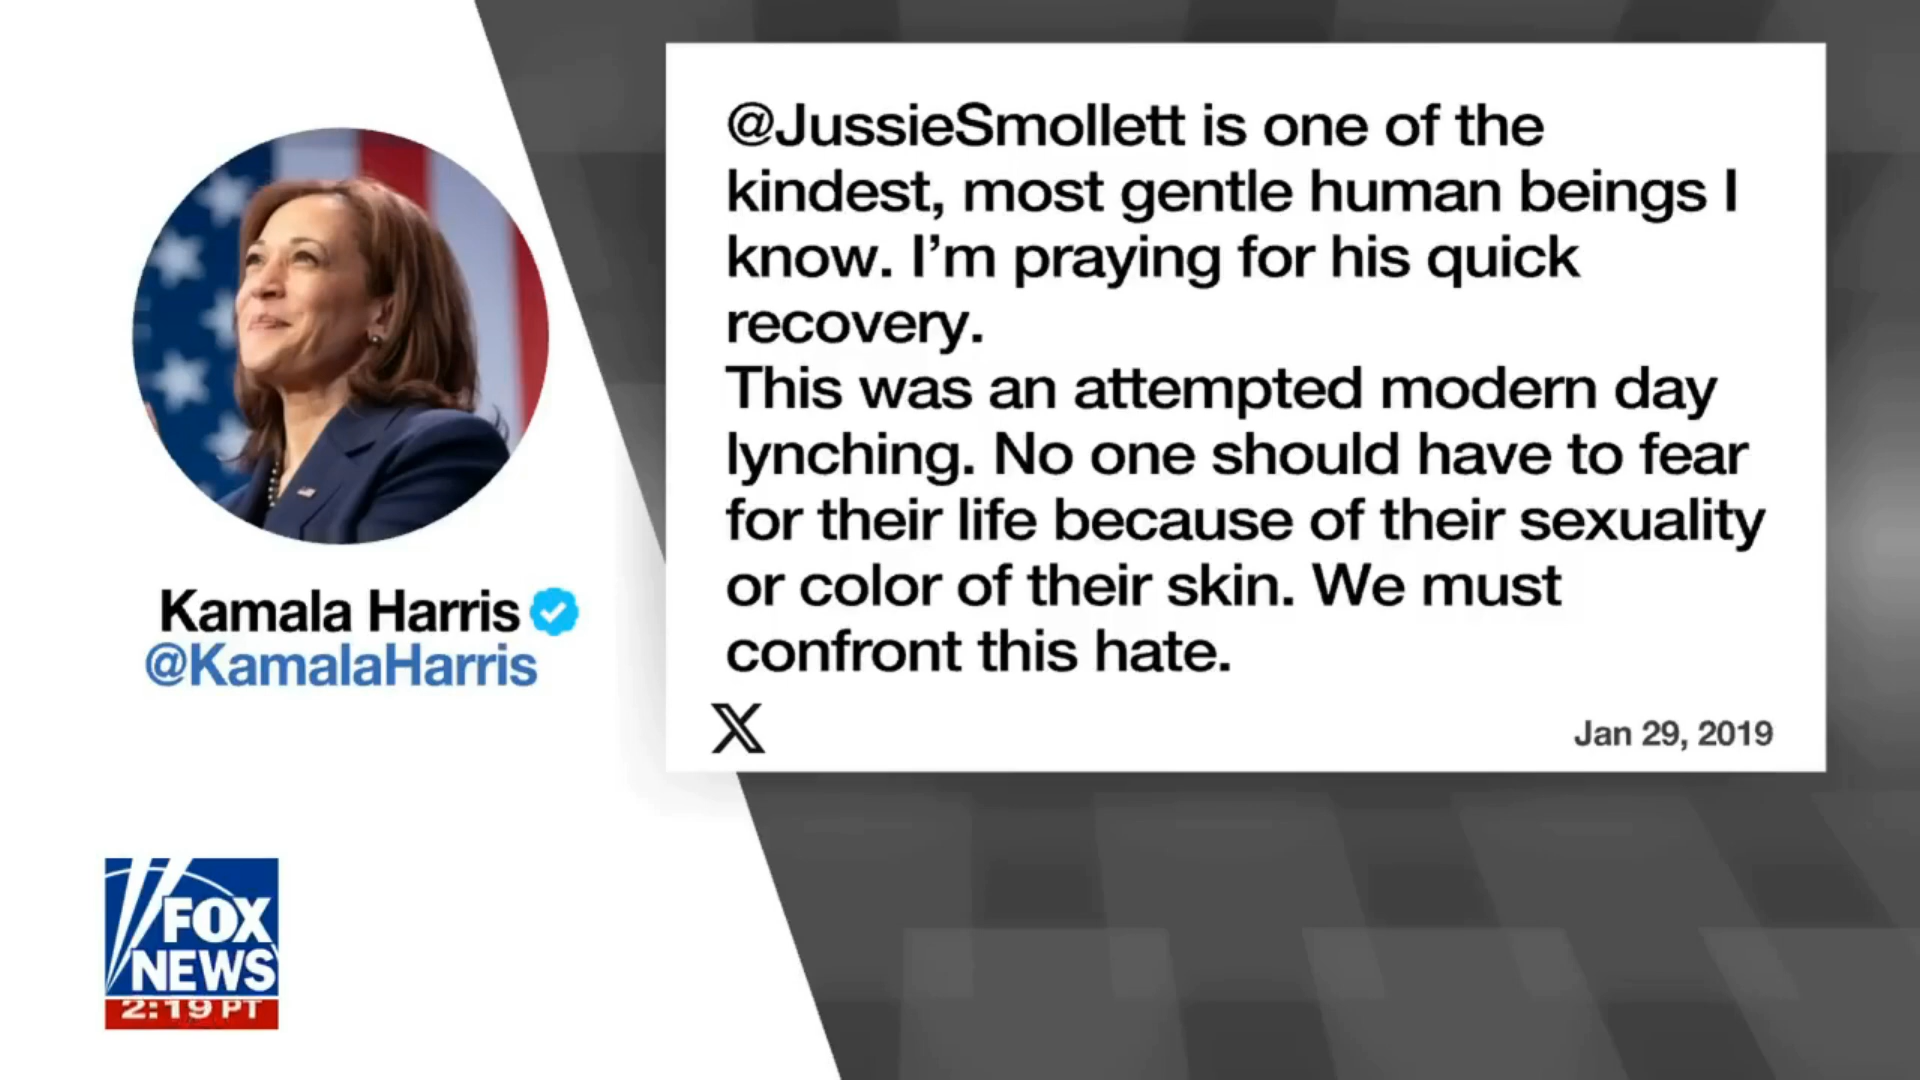 @JussieSmollett is one of the
kindest, most gentle human beings I
know. I'm praying for his quick
recovery.
This was an attempted modern day
lynching. No one should have to fear
for their life because of their sexuality
or color of their skin. We must
confront this hate.
X
Jan 29, 2019
Kamala Harris
@KamalaHarris
FOX
NEWS
2:19 PT